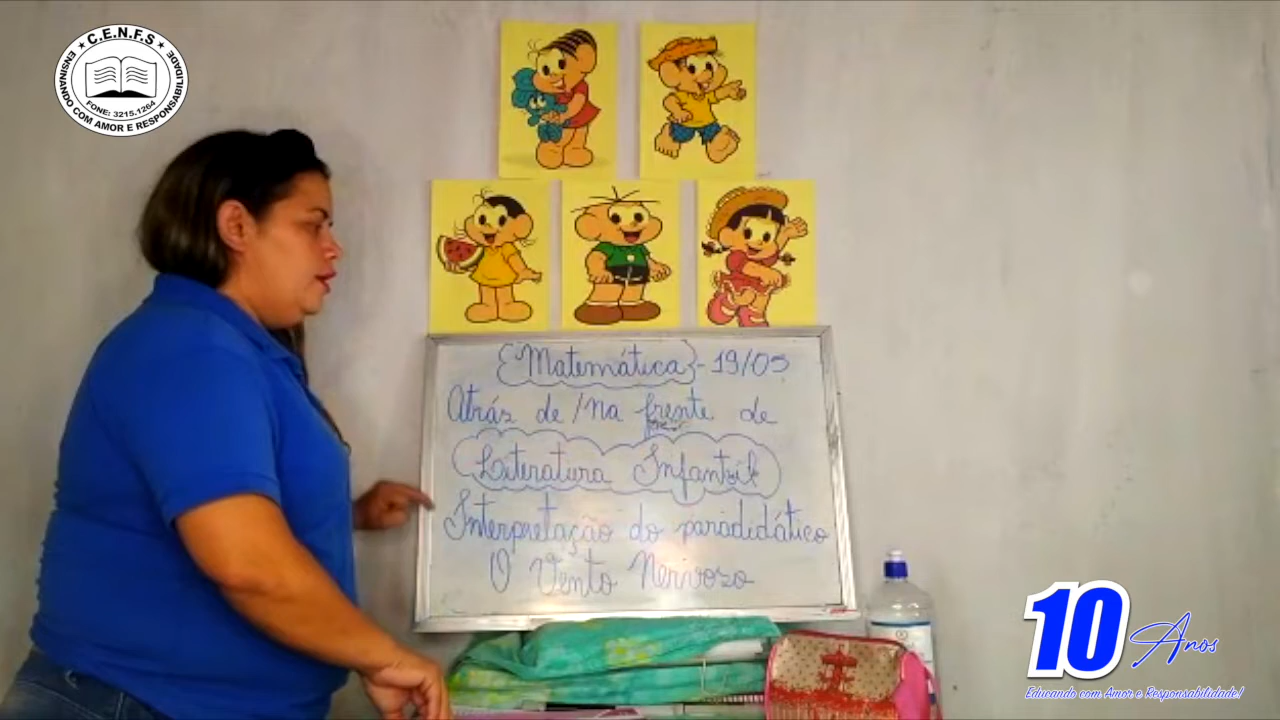 ★ C.E.N.F.S ★
ENSINANDO COM AMOR E RESPONSABILIDADE
FONE: 3215.1264
Matemática - 19/05
Atrás de / Na frente de
Literatura Infantil
Interpretação do paradidático
O Vento Nervoso
10 Anos
Educando com Amor e Responsabilidade!